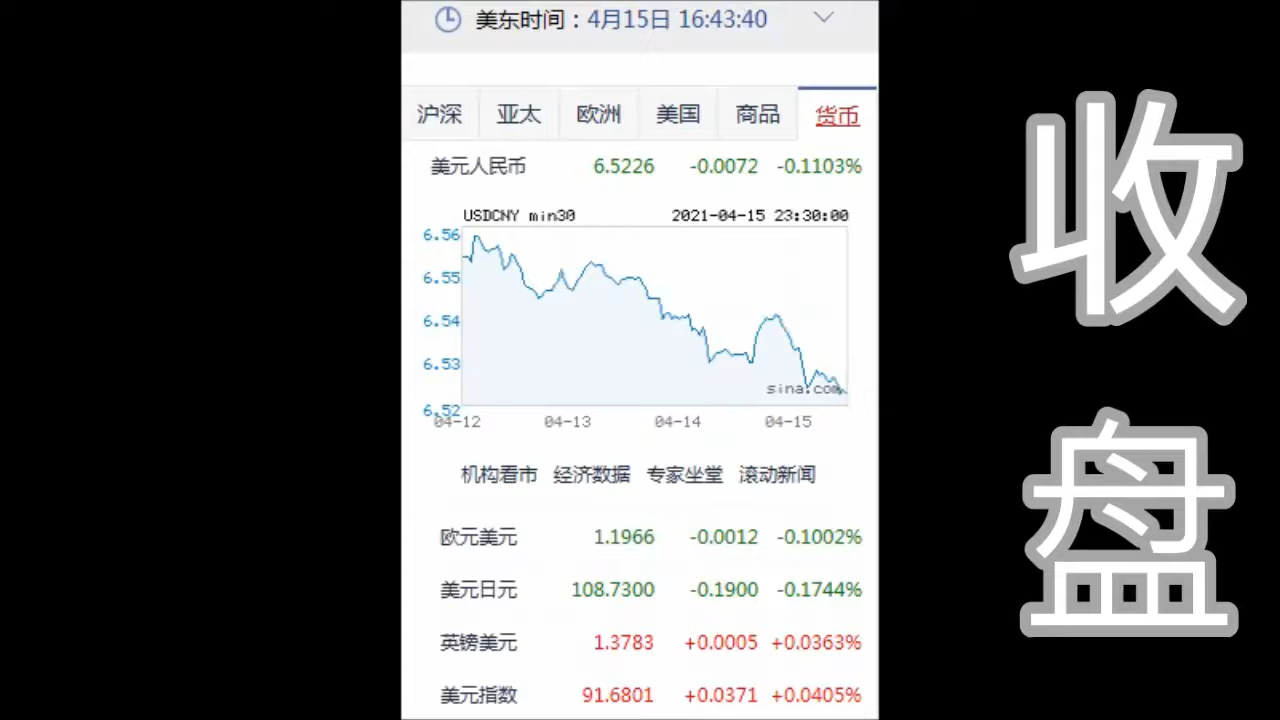 美东时间：4月15日 16:43:40
沪深 亚太 欧洲 美国 商品 货币
美元人民币 6.5226 -0.0072 -0.1103%
USDCNY min30 2021-04-15 23:30:00
6.56
6.55
6.54
6.53
6.52
sina.com
04-12 04-13 04-14 04-15
机构看市 经济数据 专家坐堂 滚动新闻
欧元美元 1.1966 -0.0012 -0.1002%
美元日元 108.7300 -0.1900 -0.1744%
英镑美元 1.3783 +0.0005 +0.0363%
美元指数 91.6801 +0.0371 +0.0405%
收
盘